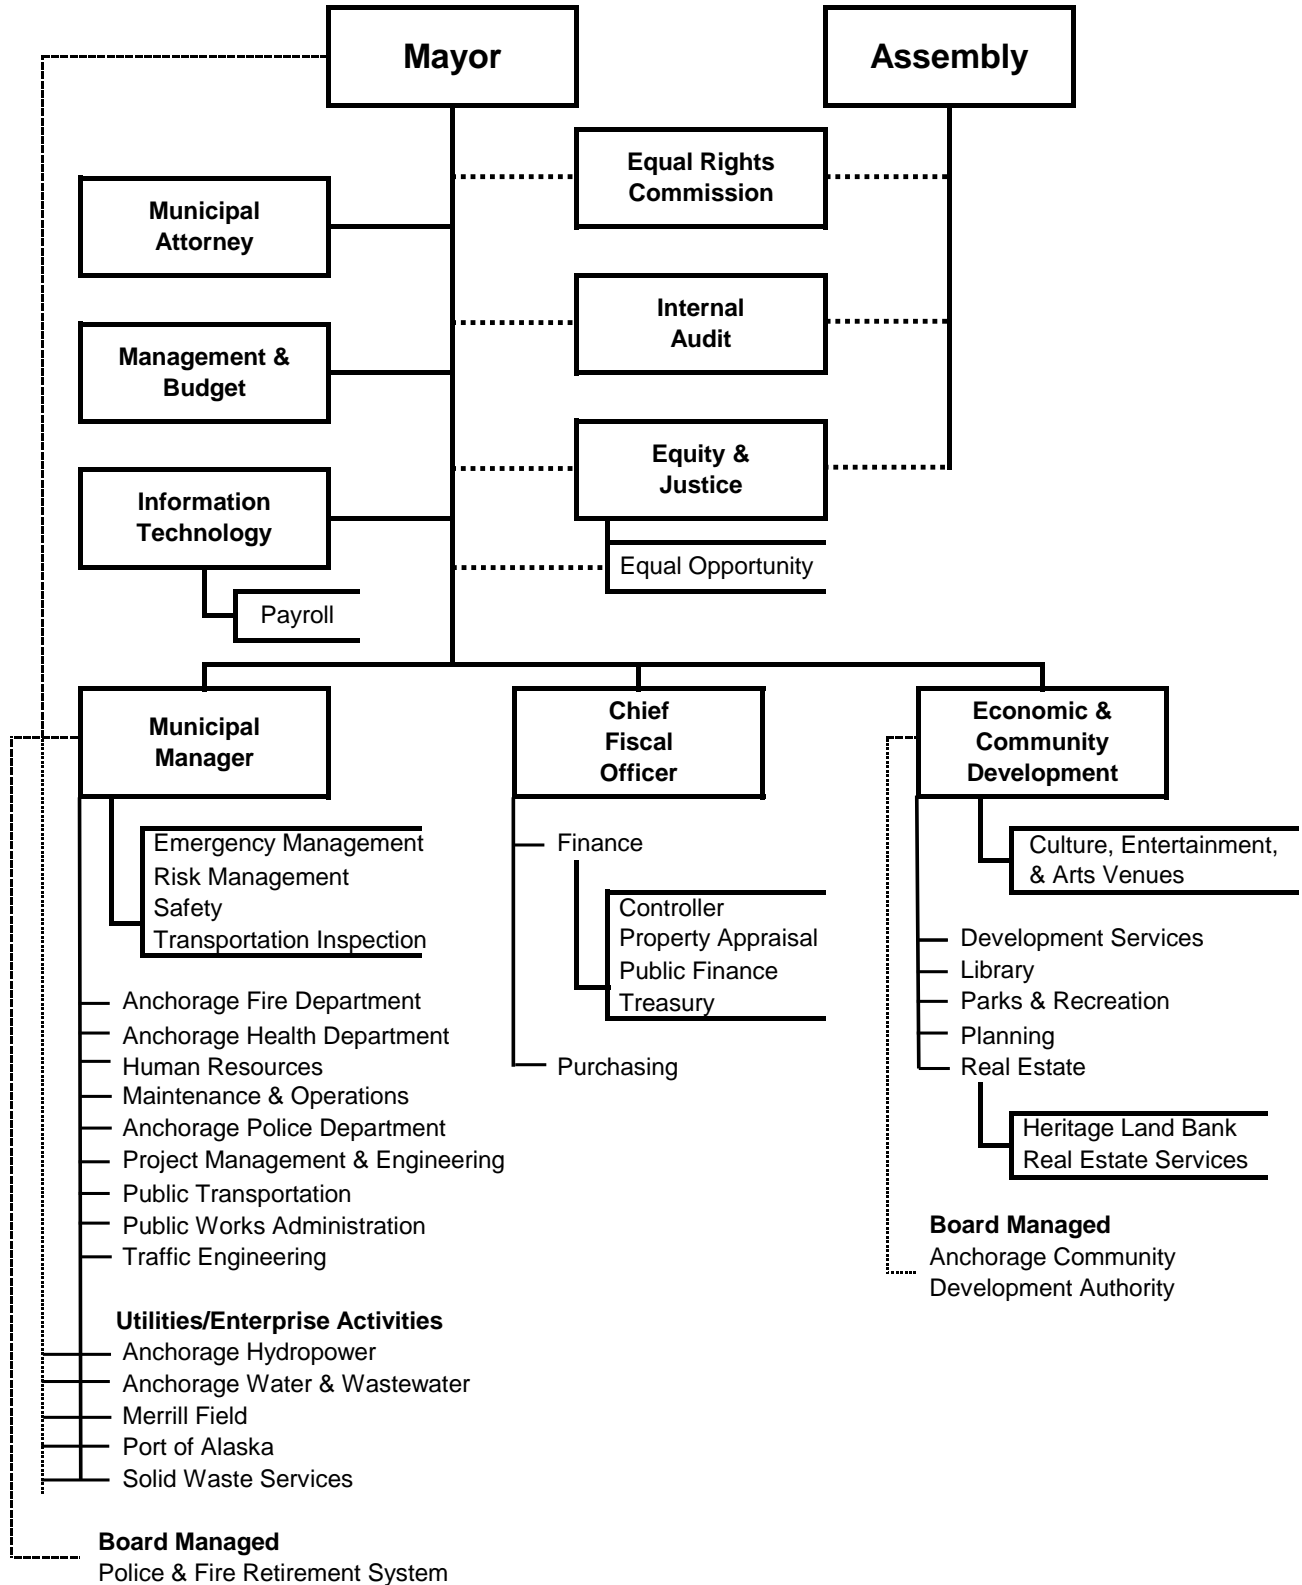 Mayor
Assembly
Equal Rights
Commission
Municipal
Attorney
Internal
Audit
Management &
Budget
Equity &
Justice
Information
Technology
Equal Opportunity
Payroll
Municipal
Manager
Chief
Fiscal
Officer
Economic &
Community
Development
Emergency Management
Risk Management
Safety
Transportation Inspection
Anchorage Fire Department
Anchorage Health Department
Human Resources
Maintenance & Operations
Anchorage Police Department
Project Management & Engineering
Public Transportation
Public Works Administration
Traffic Engineering
Utilities/Enterprise Activities
Anchorage Hydropower
Anchorage Water & Wastewater
Merrill Field
Port of Alaska
Solid Waste Services
Board Managed
Police & Fire Retirement System
Finance
Controller
Property Appraisal
Public Finance
Treasury
Purchasing
Culture, Entertainment,
& Arts Venues
Development Services
Library
Parks & Recreation
Planning
Real Estate
Heritage Land Bank
Real Estate Services
Board Managed
Anchorage Community
Development Authority